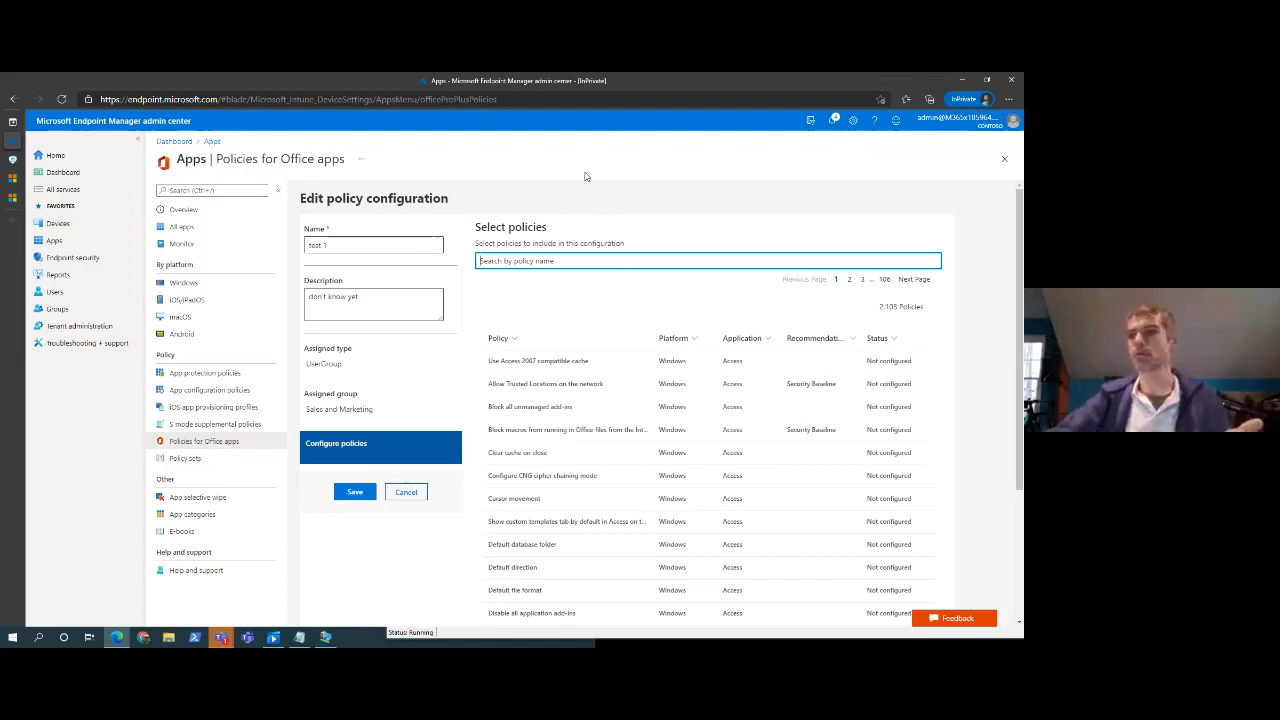 Apps - Microsoft Endpoint Manager admin center - [InPrivate]
https://endpoint.microsoft.com/#blade/Microsoft_Intune_DeviceSettings/AppsMenu/officeProPlusPolicies
InPrivate
Microsoft Endpoint Manager admin center
4
admin@M365x185964...
CONTOSO
Home
Dashboard
All services
FAVORITES
Devices
Apps
Endpoint security
Reports
Users
Groups
Tenant administration
Troubleshooting + support
Dashboard > Apps
Apps | Policies for Office apps ...
Search (Ctrl+/)
Overview
All apps
Monitor
By platform
Windows
iOS/iPadOS
macOS
Android
Policy
App protection policies
App configuration policies
iOS app provisioning profiles
S mode supplemental policies
Policies for Office apps
Policy sets
Other
App selective wipe
App categories
E-books
Help and support
Help and support
Edit policy configuration
Name *
test 1
Description
don't know yet
Assigned type
UserGroup
Assigned group
Sales and Marketing
Configure policies
Save Cancel
Select policies
Select policies to include in this configuration
Search by policy name
Previous Page 1 2 3 ... 106 Next Page
2,103 Policies
Policy Platform Application Recommendati... Status
Use Access 2007 compatible cache Windows Access Not configured
Allow Trusted Locations on the network Windows Access Security Baseline Not configured
Block all unmanaged add-ins Windows Access Not configured
Block macros from running in Office files from the Int... Windows Access Security Baseline Not configured
Clear cache on close Windows Access Not configured
Configure CNG cipher chaining mode Windows Access Not configured
Cursor movement Windows Access Not configured
Show custom templates tab by default in Access on t... Windows Access Not configured
Default database folder Windows Access Not configured
Default direction Windows Access Not configured
Default file format Windows Access Not configured
Disable all application add-ins Windows Access Not configured
Feedback
Status: Running